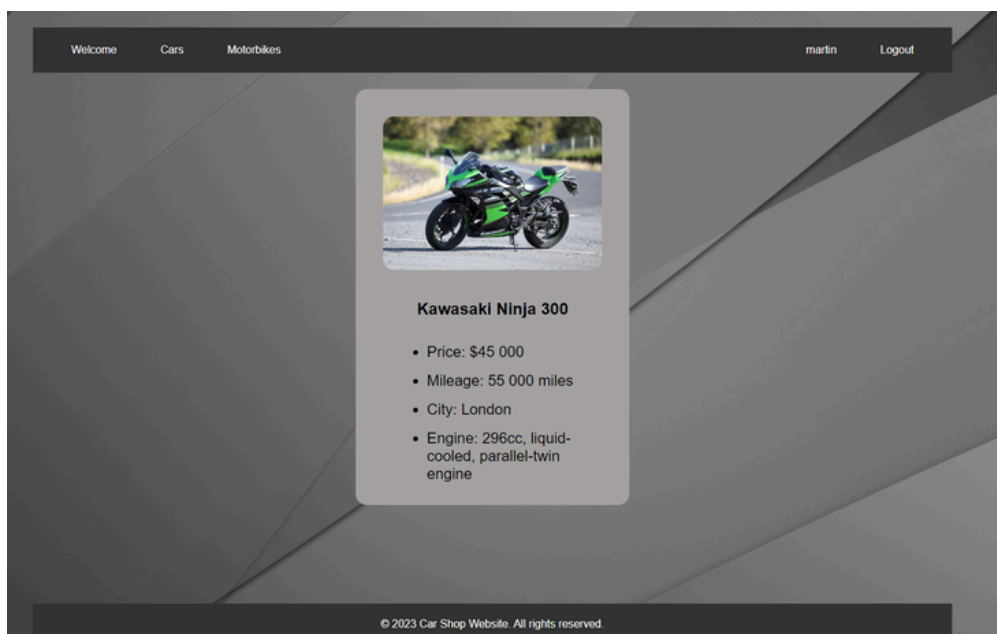 Welcome Cars Motorbikes martin Logout
Kawasaki Ninja 300
Price: $45 000
Mileage: 55 000 miles
City: London
Engine: 296cc, liquid-
cooled, parallel-twin
engine
© 2023 Car Shop Website. All rights reserved.